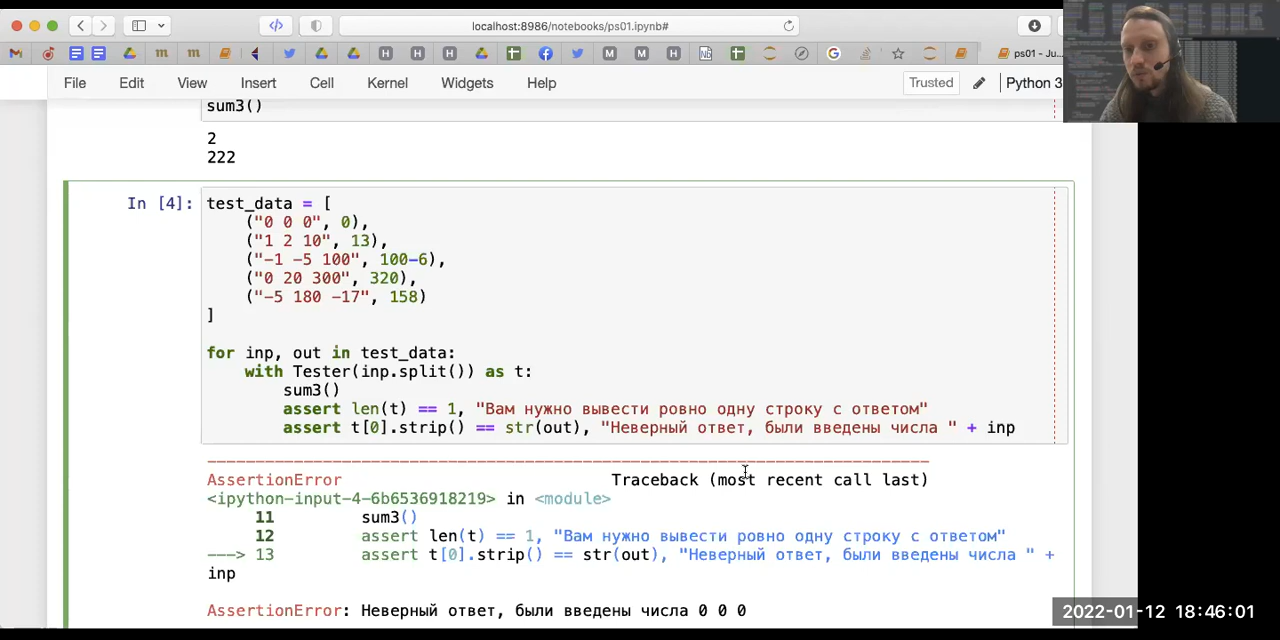 localhost:8986/notebooks/ps01.ipynb#
ps01 - Ju...
File Edit View Insert Cell Kernel Widgets Help Trusted Python 3
sum3()
2
222
In [4]:
test_data = [
("0 0 0", 0),
("1 2 10", 13),
("-1 -5 100", 100-6),
("0 20 300", 320),
("-5 180 -17", 158)
]
for inp, out in test_data:
with Tester(inp.split()) as t:
sum3()
assert len(t) == 1, "Вам нужно вывести ровно одну строку с ответом"
assert t[0].strip() == str(out), "Неверный ответ, были введены числа " + inp
---------------------------------------------------------------------------
AssertionError Traceback (most recent call last)
<ipython-input-4-6b6536918219> in <module>
11 sum3()
12 assert len(t) == 1, "Вам нужно вывести ровно одну строку с ответом"
---> 13 assert t[0].strip() == str(out), "Неверный ответ, были введены числа " +
inp
AssertionError: Неверный ответ, были введены числа 0 0 0
2022-01-12 18:46:01